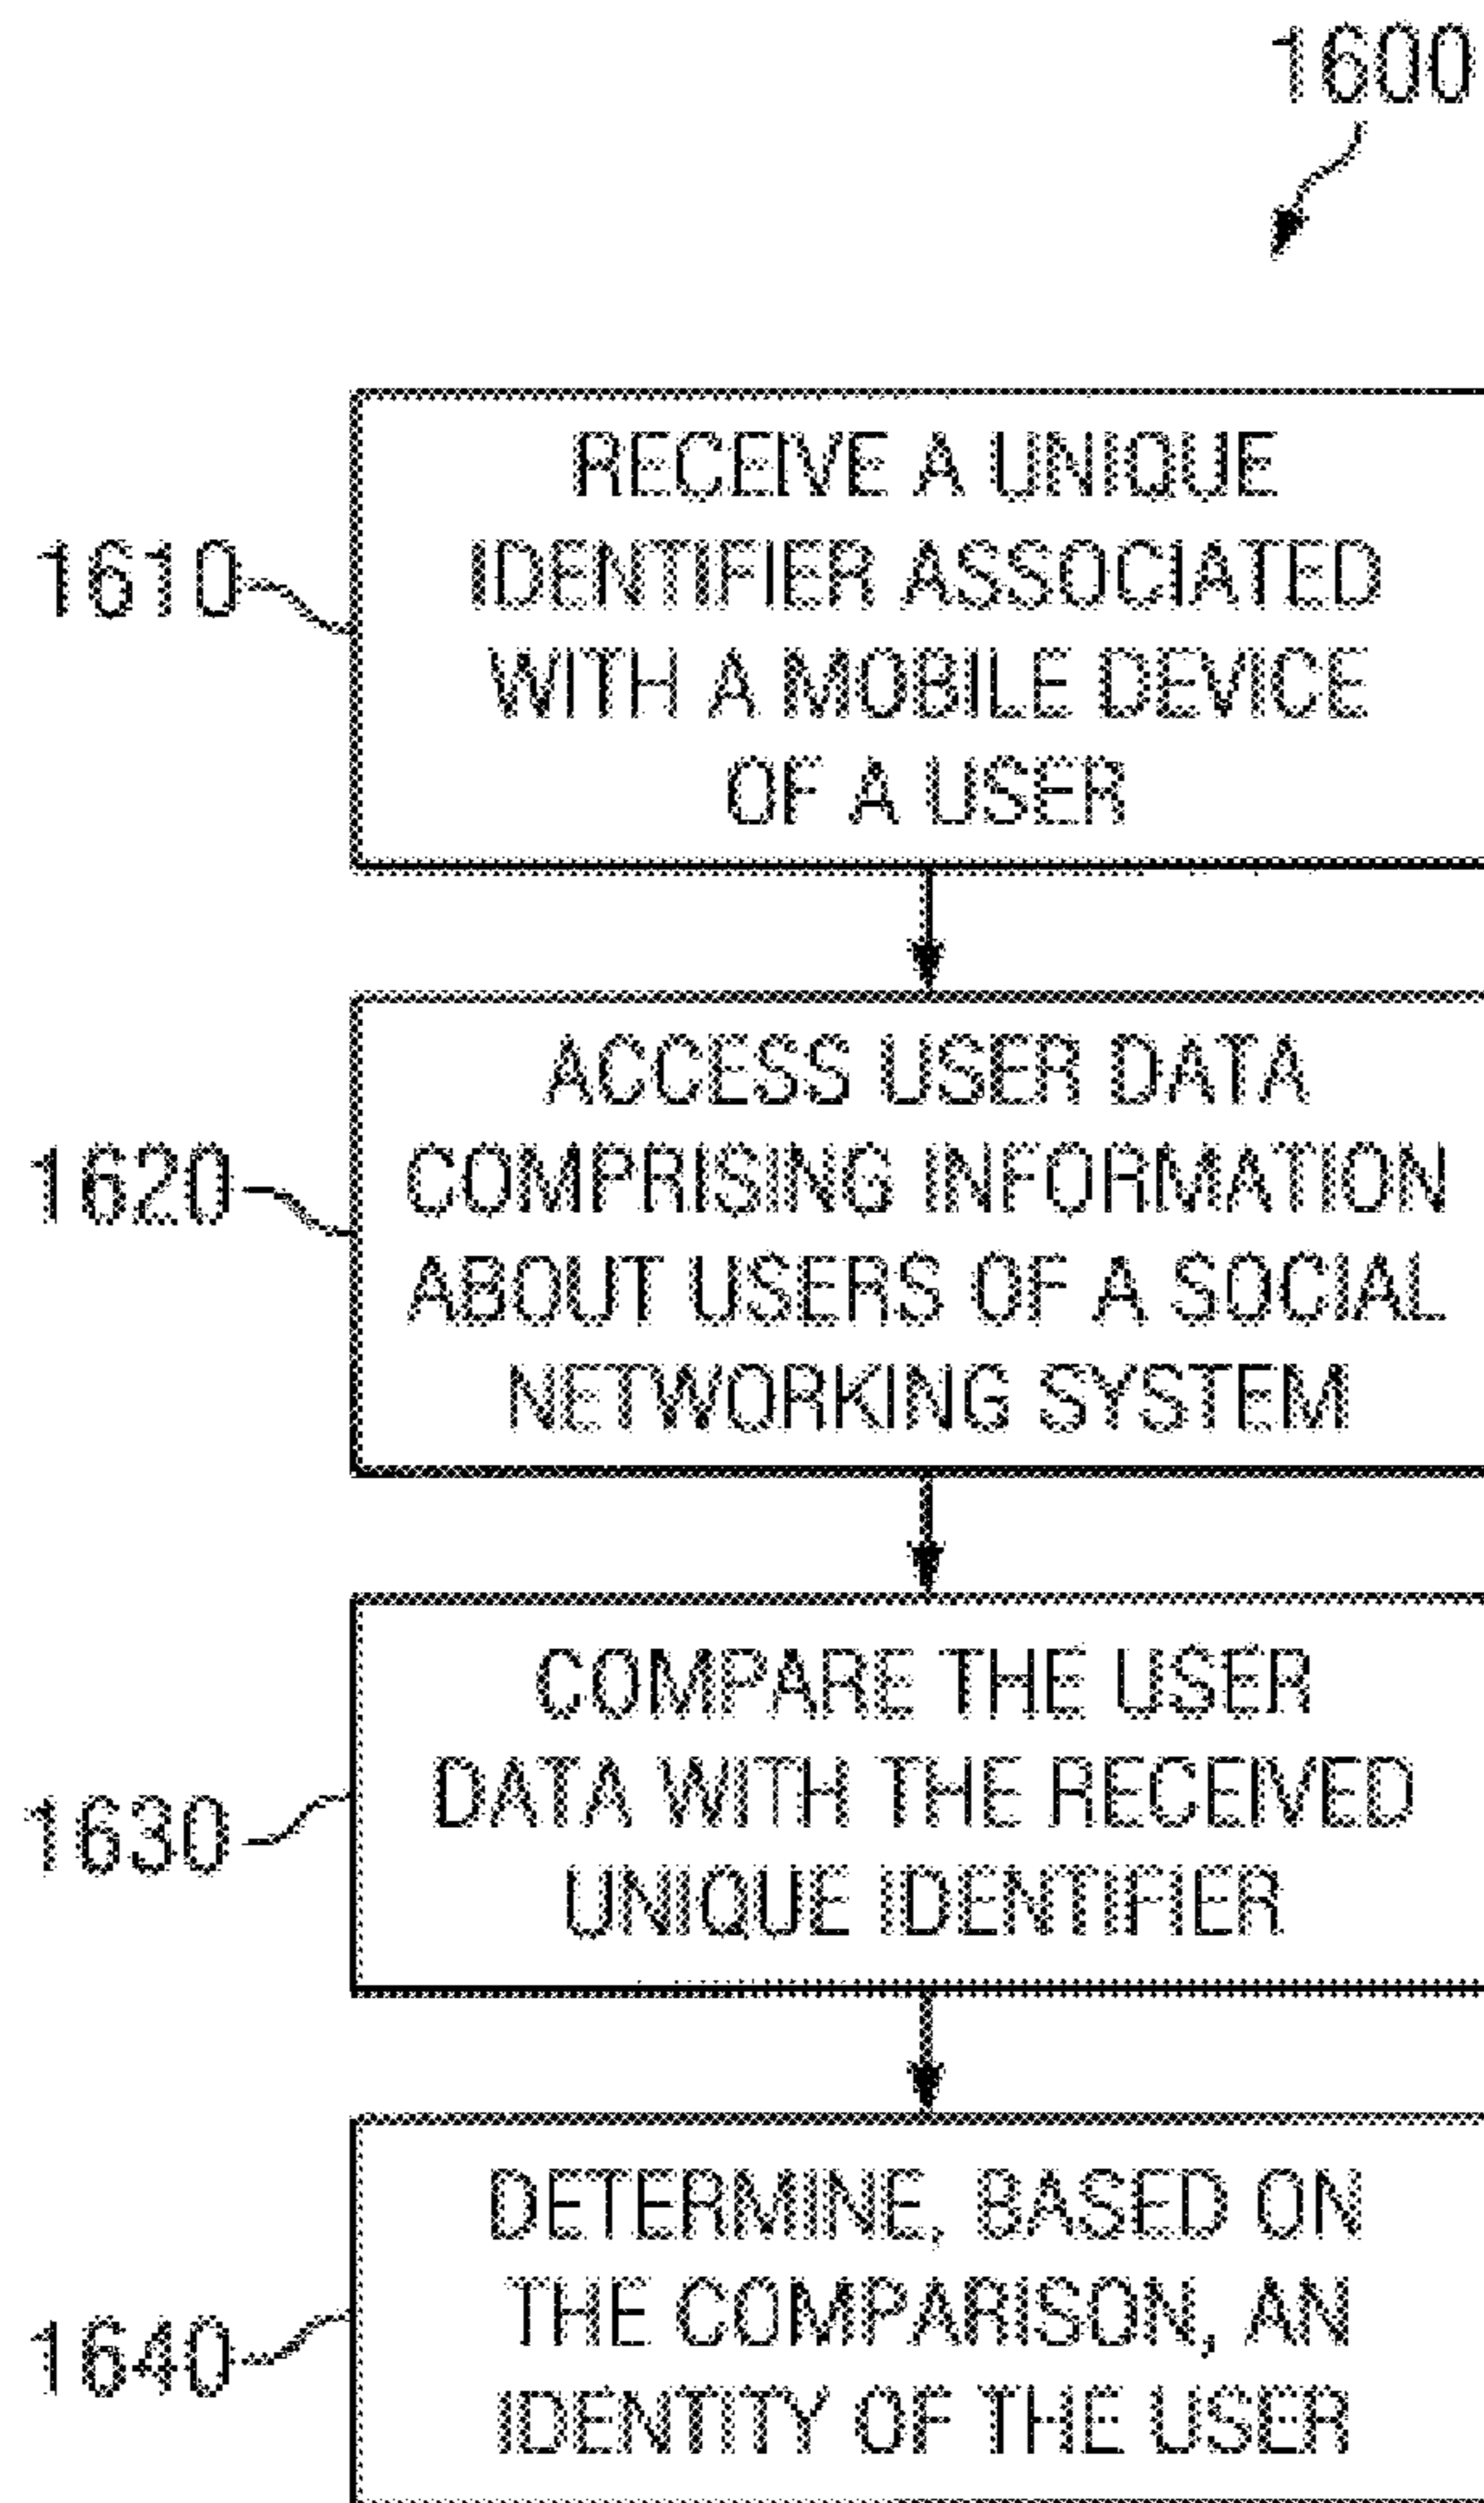 1600
RECEIVE A UNIQUE
IDENTIFIER ASSOCIATED
WITH A MOBILE DEVICE
OF A USER
1610
ACCESS USER DATA
COMPRISING INFORMATION
ABOUT USERS OF A SOCIAL
NETWORKING SYSTEM
1620
COMPARE THE USER
DATA WITH THE RECEIVED
UNIQUE IDENTIFIER
1630
DETERMINE, BASED ON
THE COMPARISON, AN
IDENTITY OF THE USER
1640